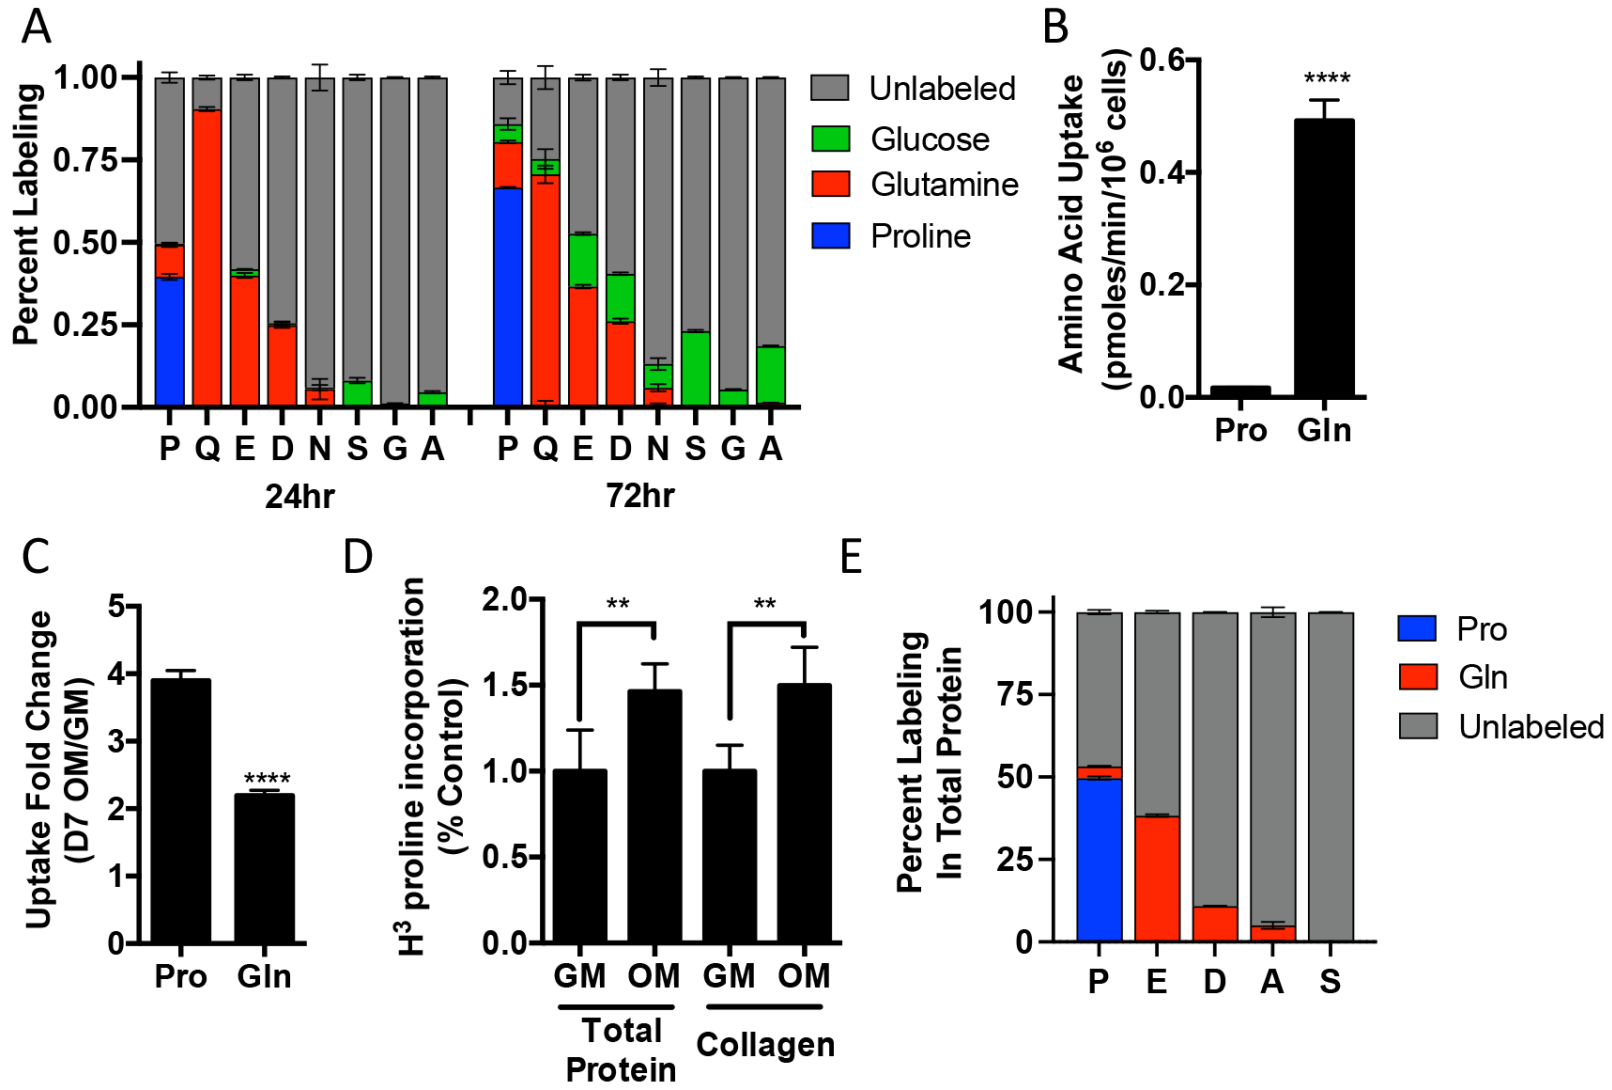 A
Percent Labeling
1.00
0.75
0.50
0.25
0.00
P Q E D N S G A
P Q E D N S G A
24hr
72hr
Unlabeled
Glucose
Glutamine
Proline
B
Amino Acid Uptake
(pmoles/min/10⁶ cells)
0.6
0.4
0.2
0.0
****
Pro Gln
C
Uptake Fold Change
(D7 OM/GM)
5
4
3
2
1
0
****
Pro Gln
D
H³ proline incorporation
(% Control)
2.0
1.5
1.0
0.5
0.0
**
**
GM OM GM OM
Total
Protein
Collagen
E
Percent Labeling
In Total Protein
100
75
50
25
0
P E D A S
Pro
Gln
Unlabeled